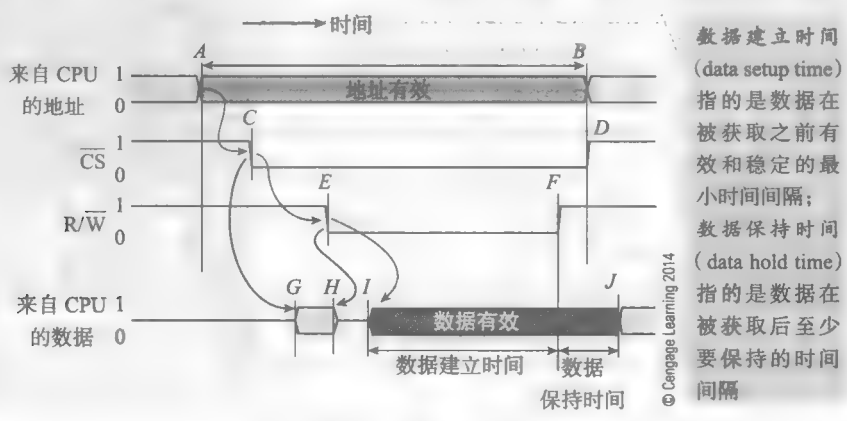 时间
A
B
来自 CPU
的地址
1
0
地址有效
C
D
CS
1
0
E
F
R/W
1
0
G
H
I
J
来自 CPU
的数据
1
0
数据有效
数据建立时间
数据
保持时间
© Cengage Learning 2014
数据建立时间
（data setup time）
指的是数据在
被获取之前有
效和稳定的最
小时间间隔；
数据保持时间
（data hold time）
指的是数据在
被获取后至少
要保持的时间
间隔